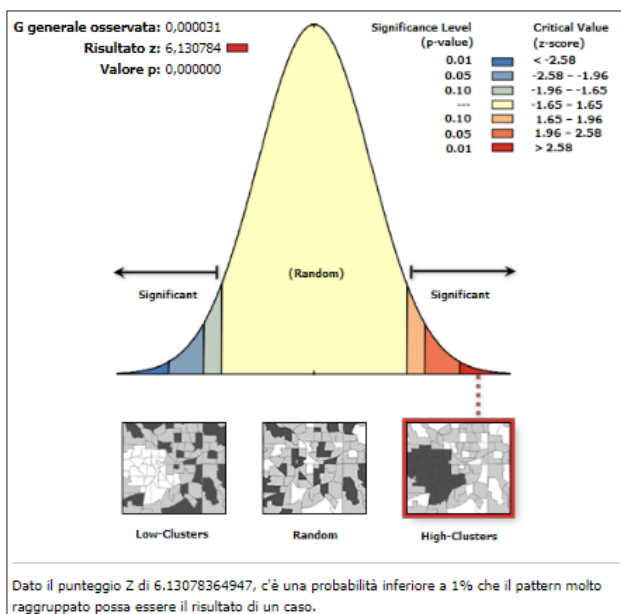 G generale osservata: 0,000031
Risultato z: 6,130784
Valore p: 0,000000
Significance Level
(p-value)
Critical Value
(z-score)
0.01 < -2.58
0.05 -2.58 – -1.96
0.10 -1.96 – -1.65
--- -1.65 – 1.65
0.10 1.65 – 1.96
0.05 1.96 – 2.58
0.01 > 2.58
Significant
(Random)
Significant
Low-Clusters
Random
High-Clusters
Dato il punteggio Z di 6.13078364947, c'è una probabilità inferiore a 1% che il pattern molto
raggruppato possa essere il risultato di un caso.